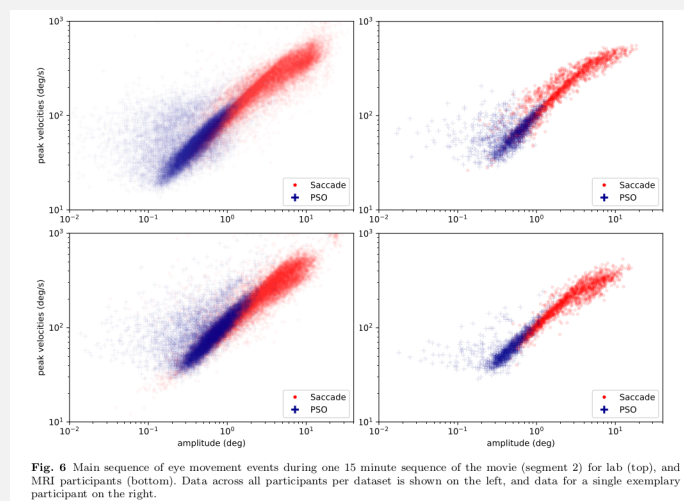 10³
10²
10¹
peak velocities (deg/s)
10⁻² 10⁻¹ 10⁰ 10¹
Saccade
PSO
10³
10²
10¹
10⁻² 10⁻¹ 10⁰ 10¹
Saccade
PSO
10³
10²
10¹
peak velocities (deg/s)
10⁻² 10⁻¹ 10⁰ 10¹
amplitude (deg)
Saccade
PSO
10³
10²
10¹
10⁻² 10⁻¹ 10⁰ 10¹
amplitude (deg)
Saccade
PSO
Fig. 6 Main sequence of eye movement events during one 15 minute sequence of the movie (segment 2) for lab (top), and
MRI participants (bottom). Data across all participants per dataset is shown on the left, and data for a single exemplary
participant on the right.